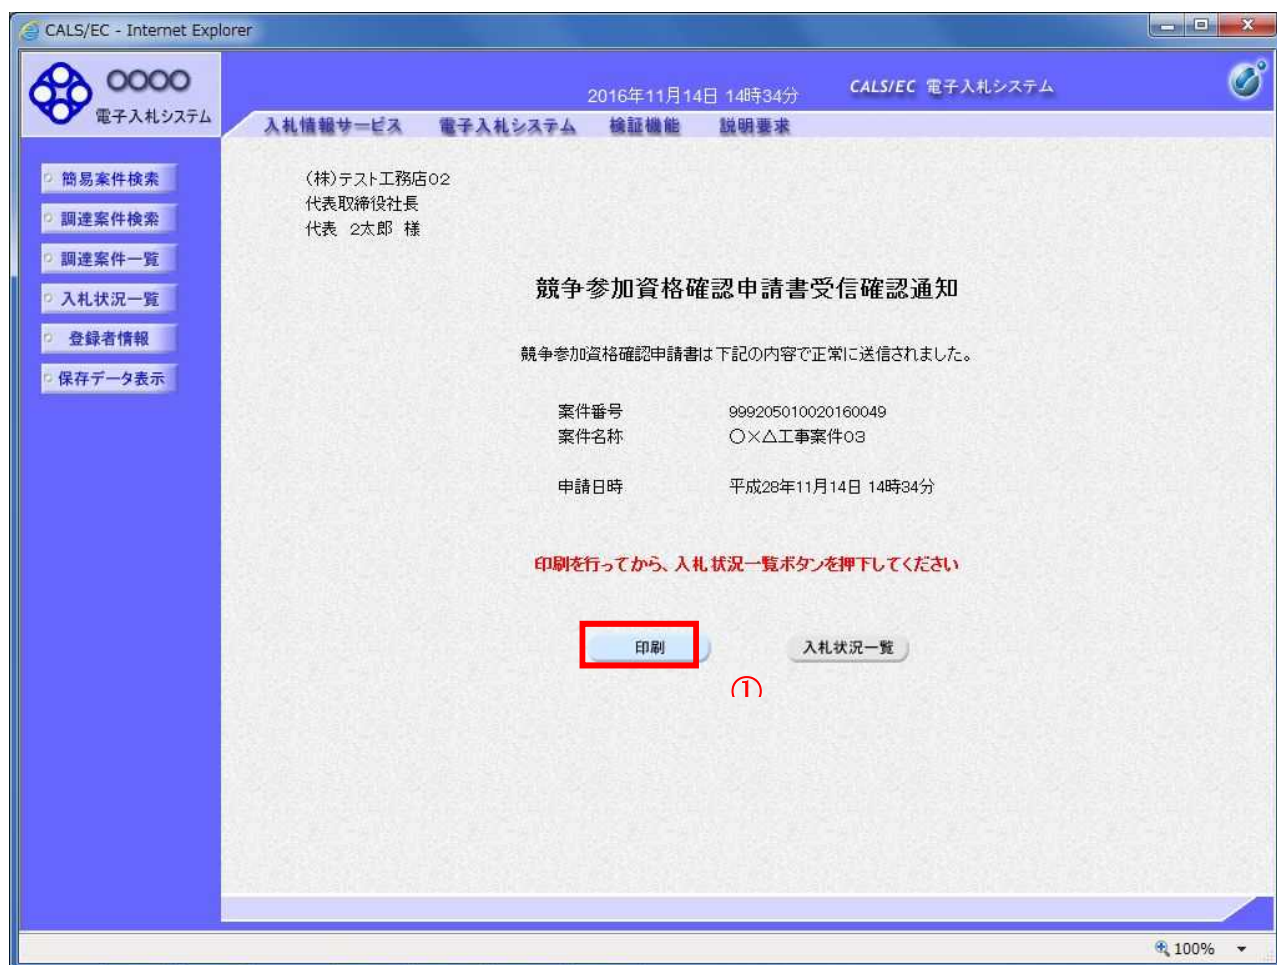 CALS/EC - Internet Explorer
〇〇〇〇
電子入札システム
2016年11月14日 14時34分
CALS/EC 電子入札システム
入札情報サービス 電子入札システム 検証機能 説明要求
簡易案件検索
調達案件検索
調達案件一覧
入札状況一覧
登録者情報
保存データ表示
(株)テスト工務店02
代表取締役社長
代表 2太郎 様
競争参加資格確認申請書受信確認通知
競争参加資格確認申請書は下記の内容で正常に送信されました。
案件番号 999205010020160049
案件名称 〇×△工事案件03
申請日時 平成28年11月14日 14時34分
印刷を行ってから、入札状況一覧ボタンを押下してください
印刷 入札状況一覧
①
100%